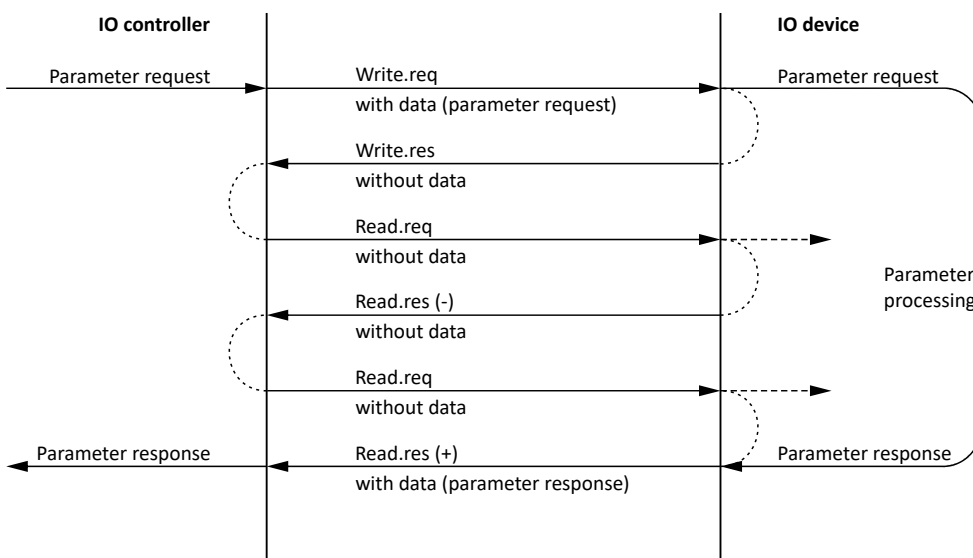 IO controller
IO device
Parameter request
Write.req
Parameter request
with data (parameter request)
Write.res
without data
Read.req
without data
Parameter
processing
Read.res (-)
without data
Read.req
without data
Parameter response
Read.res (+)
Parameter response
with data (parameter response)